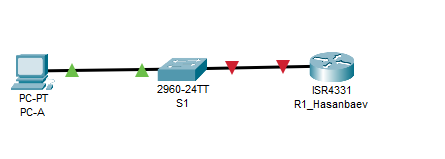 PC-PT
PC-A
2960-24TT
S1
ISR4331
R1_Hasanbaev